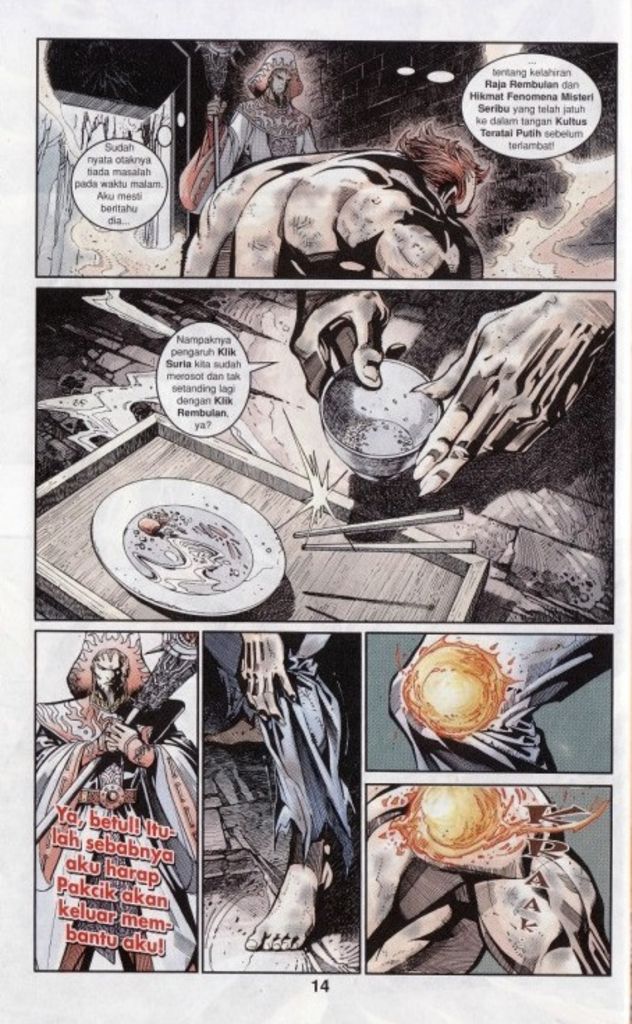 Sudah
nyata otaknya
tiada masalah
pada waktu malam.
Aku mesti
beritahu
dia...
...
tentang kelahiran
Raja Rembulan dan
Hikmat Fenomena Misteri
Seribu yang telah jatuh
ke dalam tangan Kultus
Teratai Putih sebelum
terlambat!
Nampaknya
pengaruh Klik
Suria kita sudah
merosot dan tak
setanding lagi
dengan Klik
Rembulan,
ya?
Ya, betul! Itu-
lah sebabnya
aku harap
Pakcik akan
keluar mem-
bantu aku!
KRAAK
14